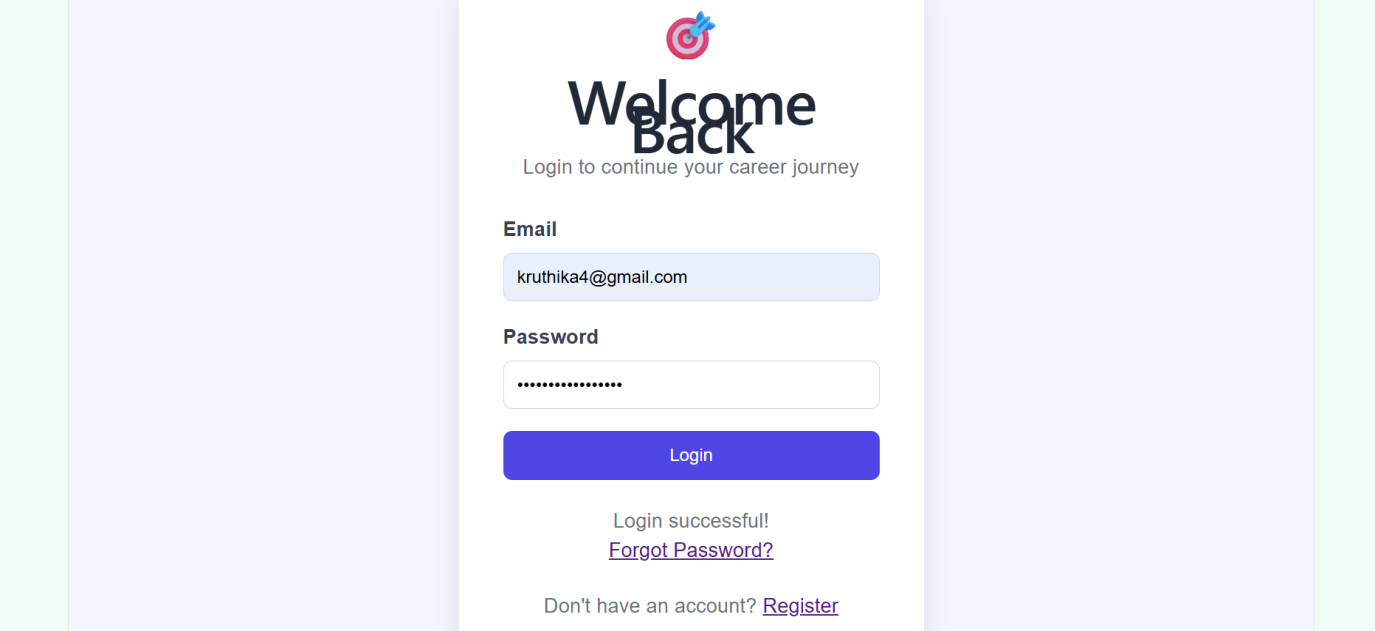 Welcome
Back
Login to continue your career journey
Email
kruthika4@gmail.com
Password
•••••••••••••••••
Login
Login successful!
Forgot Password?
Don't have an account? Register